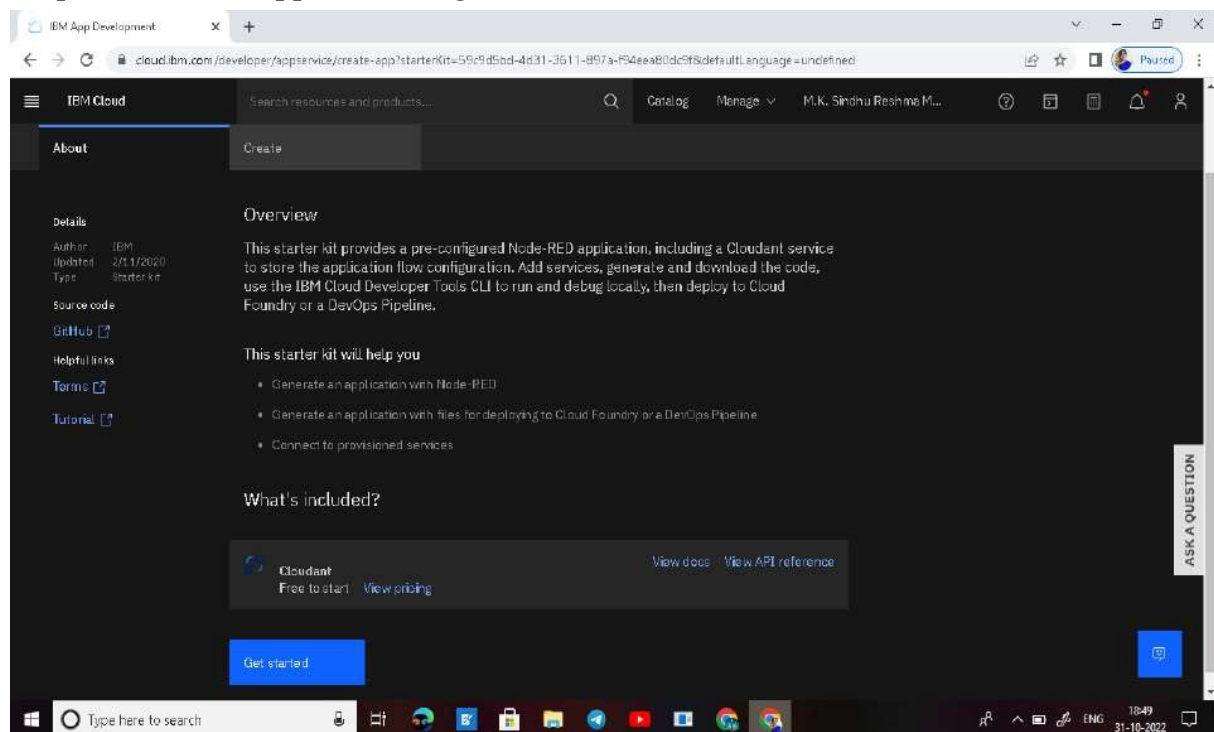 IBM App Development
cloud.ibm.com/developer/appservice/create-app?starterKit=59c9d5bd-4d31-3611-897a-f94eea80dc9f&defaultLanguage=undefined
Paused
IBM Cloud
Search resources and products...
Catalog
Manage
M.K. Sindhu Reshma M...
About
Create
Details
Author IBM
Updated 2/11/2020
Type Starter kit
Source code
GitHub
Helpful links
Terms
Tutorial
Overview
This starter kit provides a pre-configured Node-RED application, including a Cloudant service
to store the application flow configuration. Add services, generate and download the code,
use the IBM Cloud Developer Tools CLI to run and debug locally, then deploy to Cloud
Foundry or a DevOps Pipeline.
This starter kit will help you
• Generate an application with Node-RED
• Generate an application with files for deploying to Cloud Foundry or a DevOps Pipeline
• Connect to provisioned services
What's included?
Cloudant
Free to start View pricing
View docs View API reference
Get started
ASK A QUESTION
Type here to search
ENG
18:49
31-10-2022